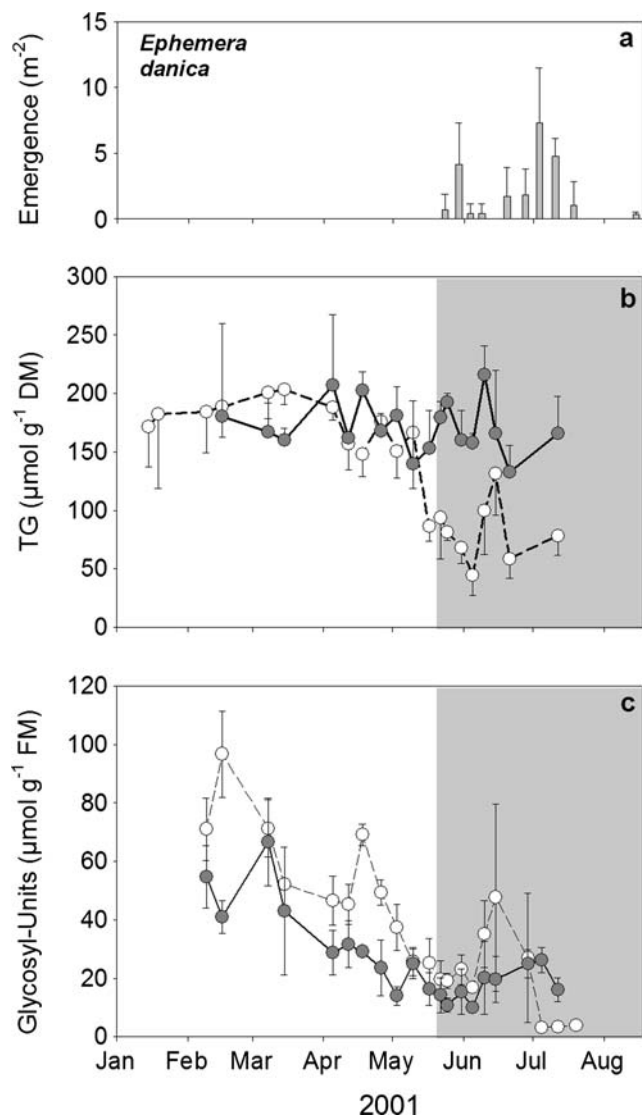 a
Ephemera
danica
Emergence (m-2)
15
10
5
0
b
TG (µmol g-1 DM)
300
250
200
150
100
50
0
c
Glycosyl-Units (µmol g-1 FM)
120
100
80
60
40
20
0
Jan Feb Mar Apr May Jun Jul Aug
2001